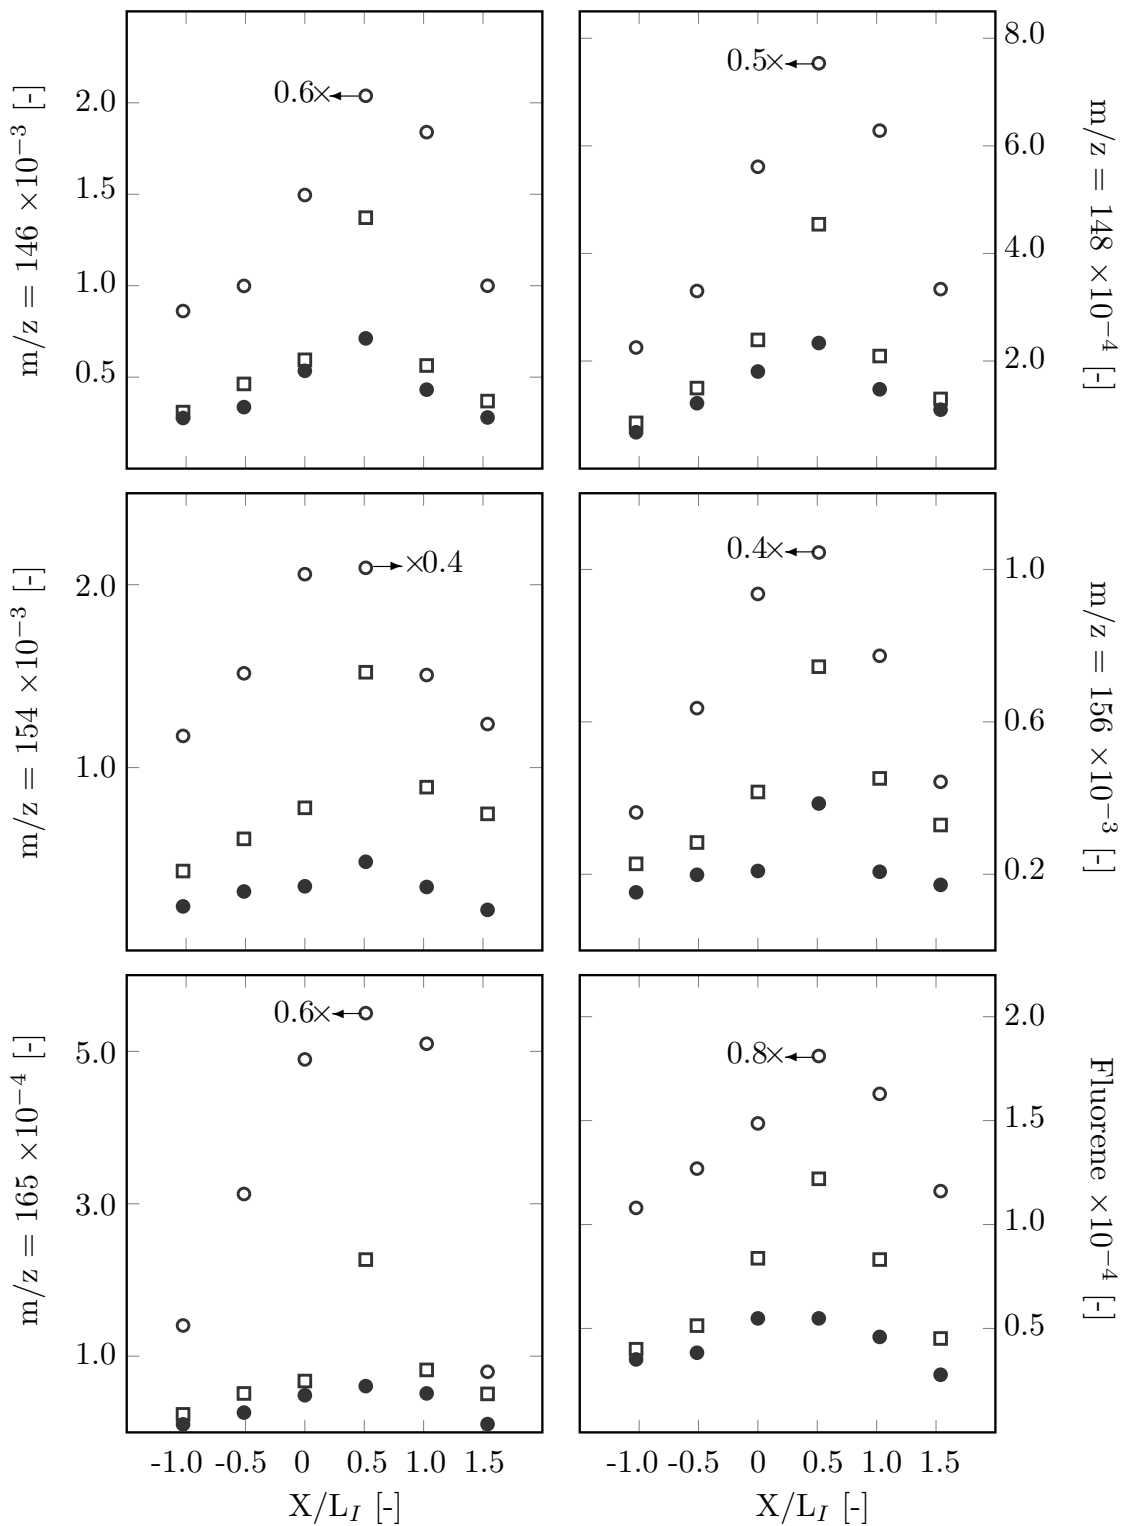 m/z = 146 ×10−3 [-]
2.0
1.5
1.0
0.5
0.6×
8.0
6.0
4.0
2.0
0.5×
m/z = 148 ×10−4 [-]
m/z = 154 ×10−3 [-]
2.0
1.0
×0.4
1.0
0.6
0.2
0.4×
m/z = 156 ×10−3 [-]
m/z = 165 ×10−4 [-]
5.0
3.0
1.0
0.6×
2.0
1.5
1.0
0.5
0.8×
Fluorene ×10−4 [-]
-1.0 -0.5 0 0.5 1.0 1.5
X/LI [-]
-1.0 -0.5 0 0.5 1.0 1.5
X/LI [-]